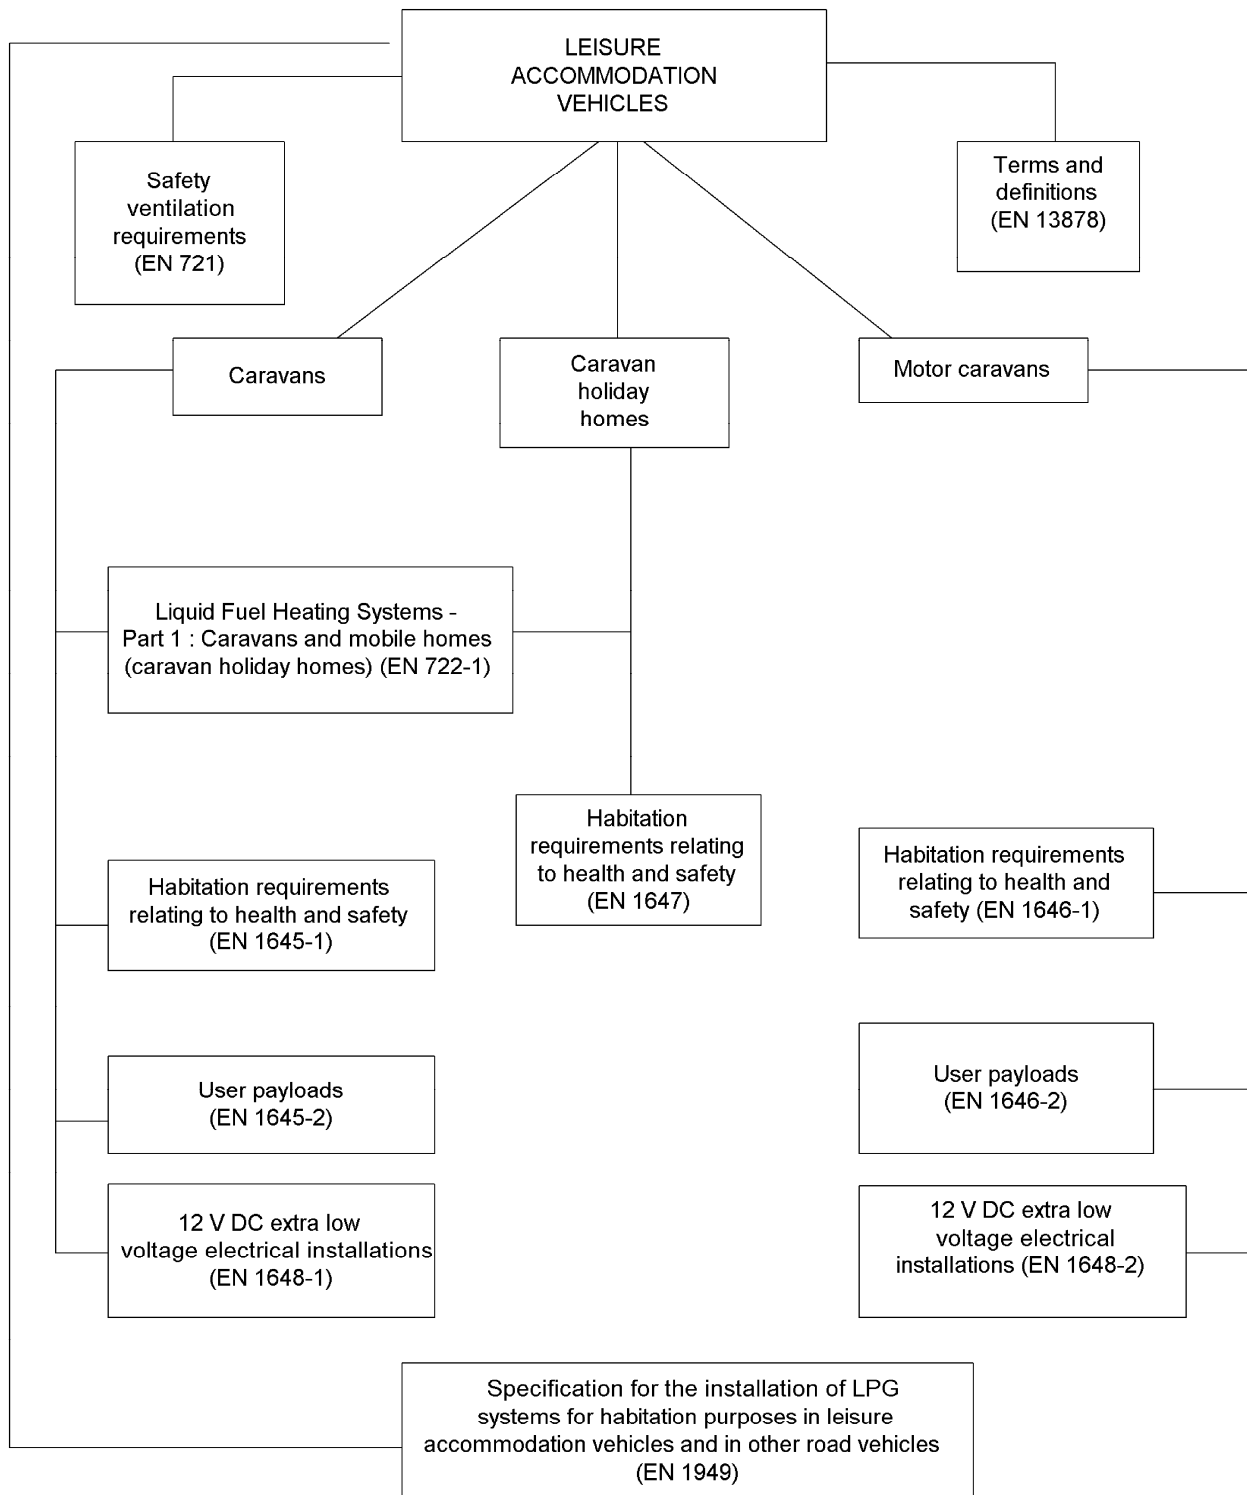 LEISURE
ACCOMMODATION
VEHICLES
Safety
ventilation
requirements
(EN 721)
Terms and
definitions
(EN 13878)
Caravans
Caravan
holiday
homes
Motor caravans
Liquid Fuel Heating Systems -
Part 1 : Caravans and mobile homes
(caravan holiday homes) (EN 722-1)
Habitation
requirements relating
to health and safety
(EN 1647)
Habitation requirements
relating to health and
safety (EN 1646-1)
Habitation requirements
relating to health and safety
(EN 1645-1)
User payloads
(EN 1645-2)
User payloads
(EN 1646-2)
12 V DC extra low
voltage electrical installations
(EN 1648-1)
12 V DC extra low
voltage electrical
installations (EN 1648-2)
Specification for the installation of LPG
systems for habitation purposes in leisure
accommodation vehicles and in other road vehicles
(EN 1949)